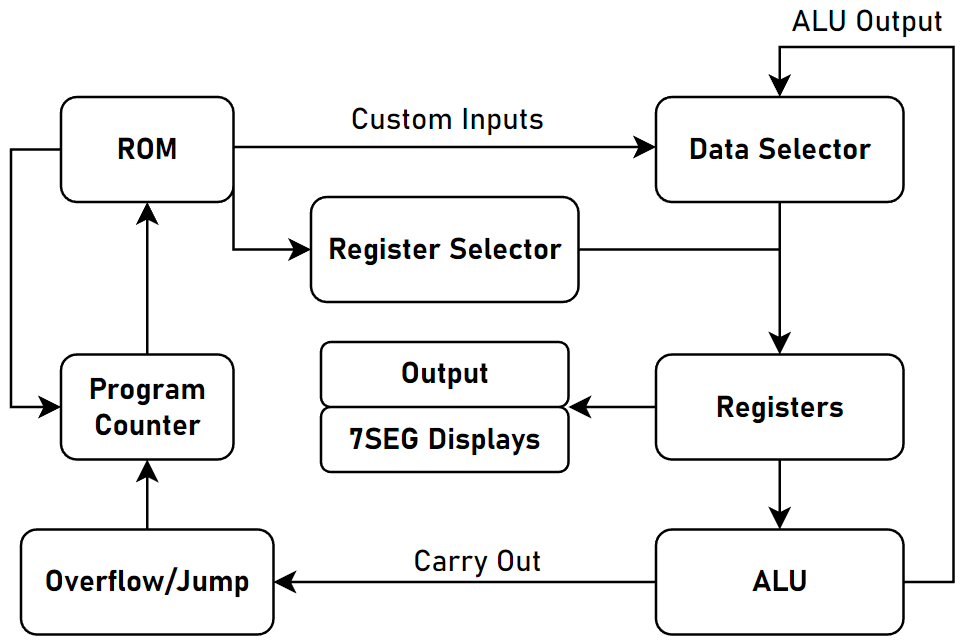 ALU Output
ROM
Custom Inputs
Data Selector
Register Selector
Program
Counter
Output
7SEG Displays
Registers
Overflow/Jump
Carry Out
ALU